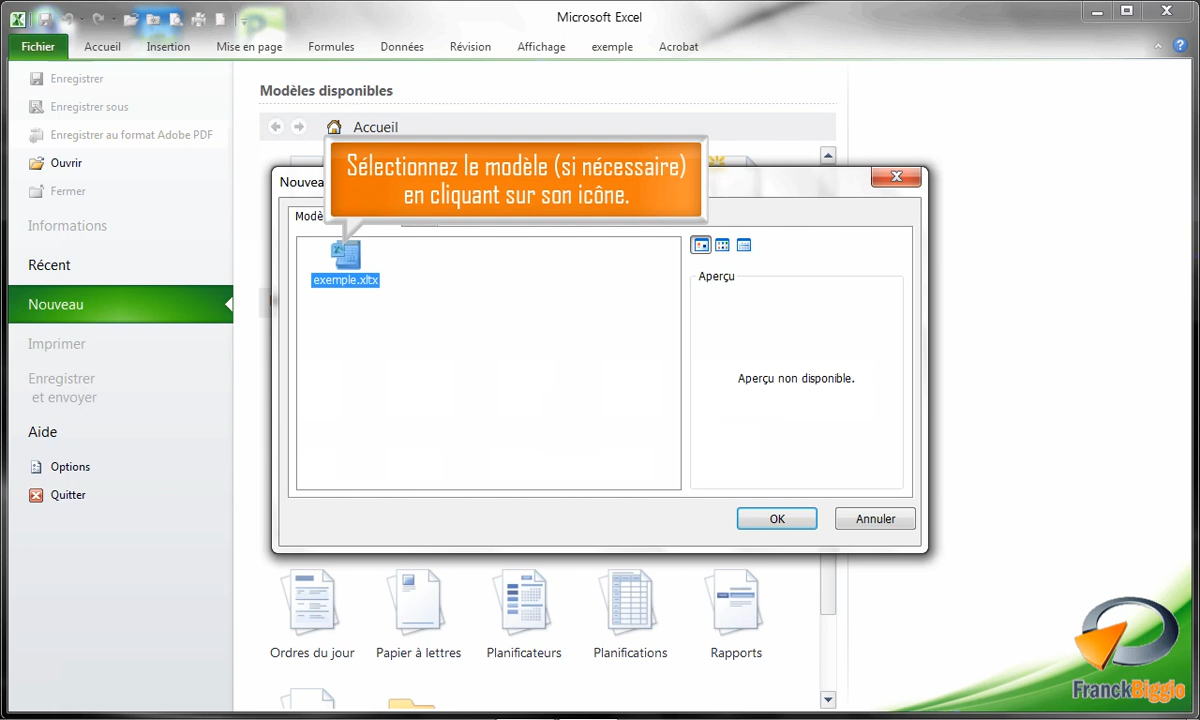 Microsoft Excel
Fichier Accueil Insertion Mise en page Formules Données Révision Affichage exemple Acrobat
Enregistrer
Enregistrer sous
Enregistrer au format Adobe PDF
Ouvrir
Fermer
Informations
Récent
Nouveau
Imprimer
Enregistrer
et envoyer
Aide
Options
Quitter
Modèles disponibles
Accueil
Sélectionnez le modèle (si nécessaire)
en cliquant sur son icône.
exemple.xltx
Aperçu
Aperçu non disponible.
OK Annuler
Ordres du jour Papier à lettres Planificateurs Planifications Rapports
FranckBiggio